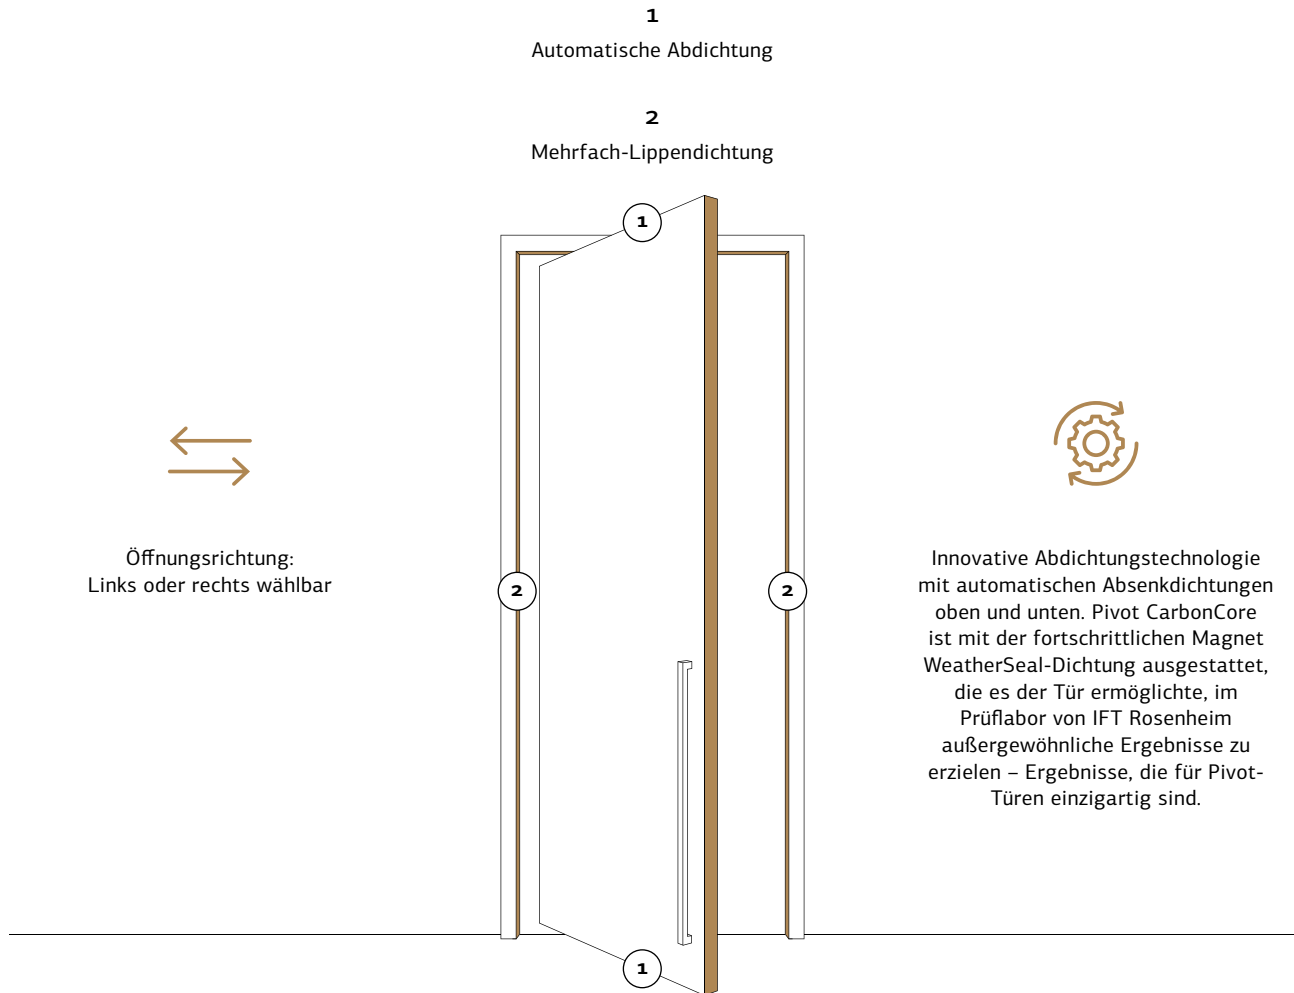 1
Automatische Abdichtung
2
Mehrfach-Lippendichtung
1
2
2
1
Öffnungsrichtung:
Links oder rechts wählbar
Innovative Abdichtungstechnologie
mit automatischen Absenkdichtungen
oben und unten. Pivot CarbonCore
ist mit der fortschrittlichen Magnet
WeatherSeal-Dichtung ausgestattet,
die es der Tür ermöglichte, im
Prüflabor von IFT Rosenheim
außergewöhnliche Ergebnisse zu
erzielen – Ergebnisse, die für Pivot-
Türen einzigartig sind.